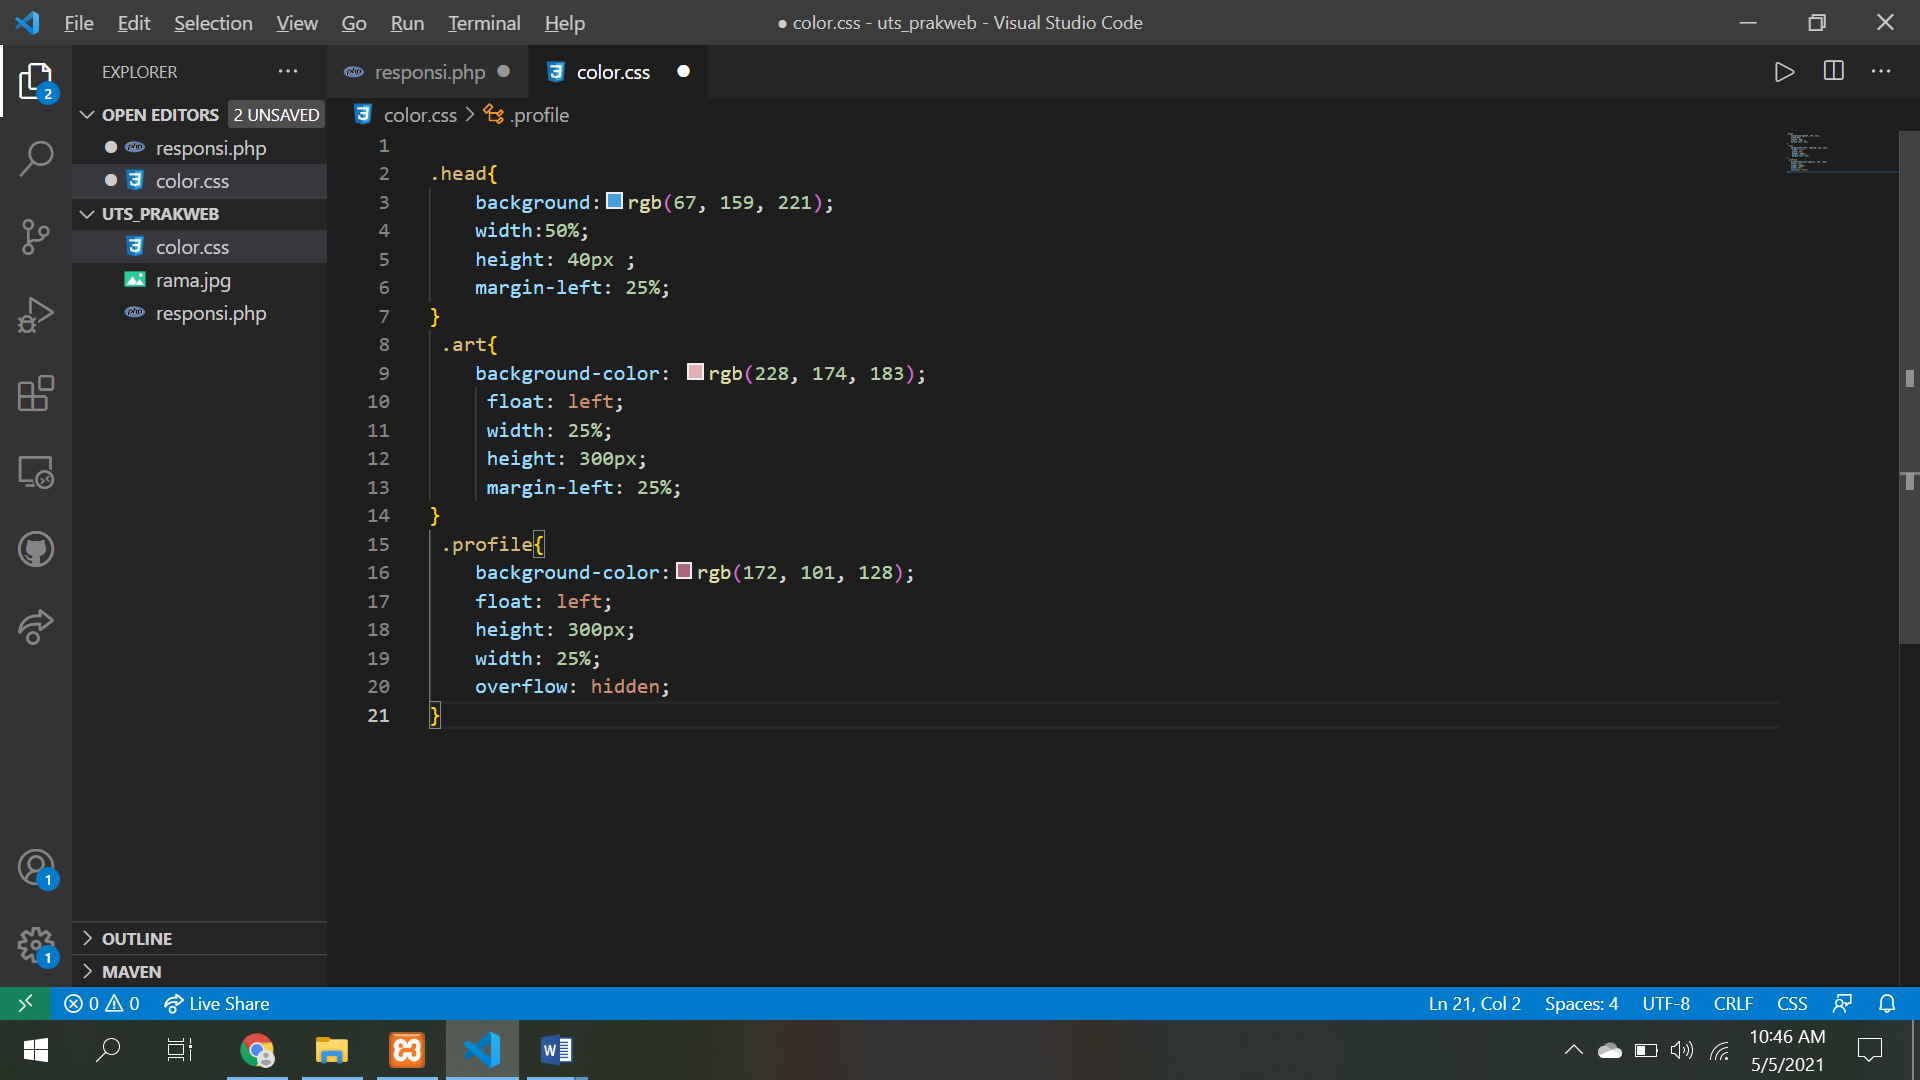 File Edit Selection View Go Run Terminal Help
● color.css - uts_prakweb - Visual Studio Code
2
EXPLORER
OPEN EDITORS 2 UNSAVED
responsi.php
color.css
UTS_PRAKWEB
color.css
rama.jpg
responsi.php
OUTLINE
MAVEN
1
1
responsi.php
color.css
color.css > .profile
1
2 .head{
3 background: rgb(67, 159, 221);
4 width:50%;
5 height: 40px ;
6 margin-left: 25%;
7 }
8 .art{
9 background-color: rgb(228, 174, 183);
10 float: left;
11 width: 25%;
12 height: 300px;
13 margin-left: 25%;
14 }
15 .profile{
16 background-color: rgb(172, 101, 128);
17 float: left;
18 height: 300px;
19 width: 25%;
20 overflow: hidden;
21 }
0 0 Live Share
Ln 21, Col 2 Spaces: 4 UTF-8 CRLF CSS
10:46 AM
5/5/2021